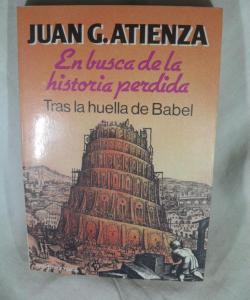 JUAN G. ATIENZA
En busca de la
historia perdida
Tras la huella de Babel